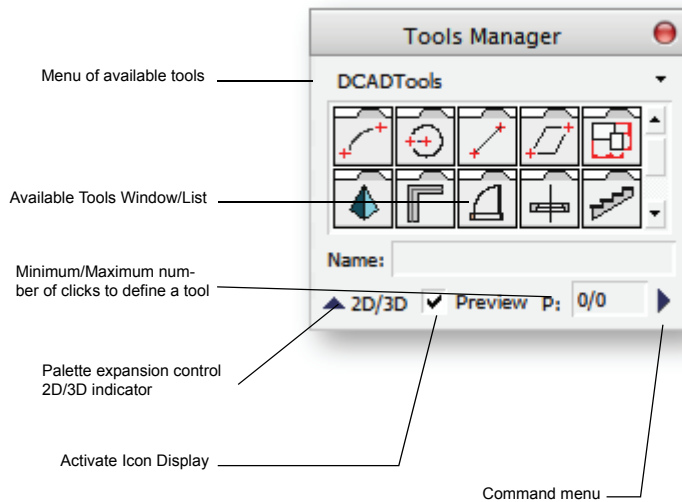 Tools Manager
Menu of available tools
DCADTools
Available Tools Window/List
Name:
Minimum/Maximum num-
ber of clicks to define a tool
2D/3D Preview P: 0/0
Palette expansion control
2D/3D indicator
Activate Icon Display
Command menu